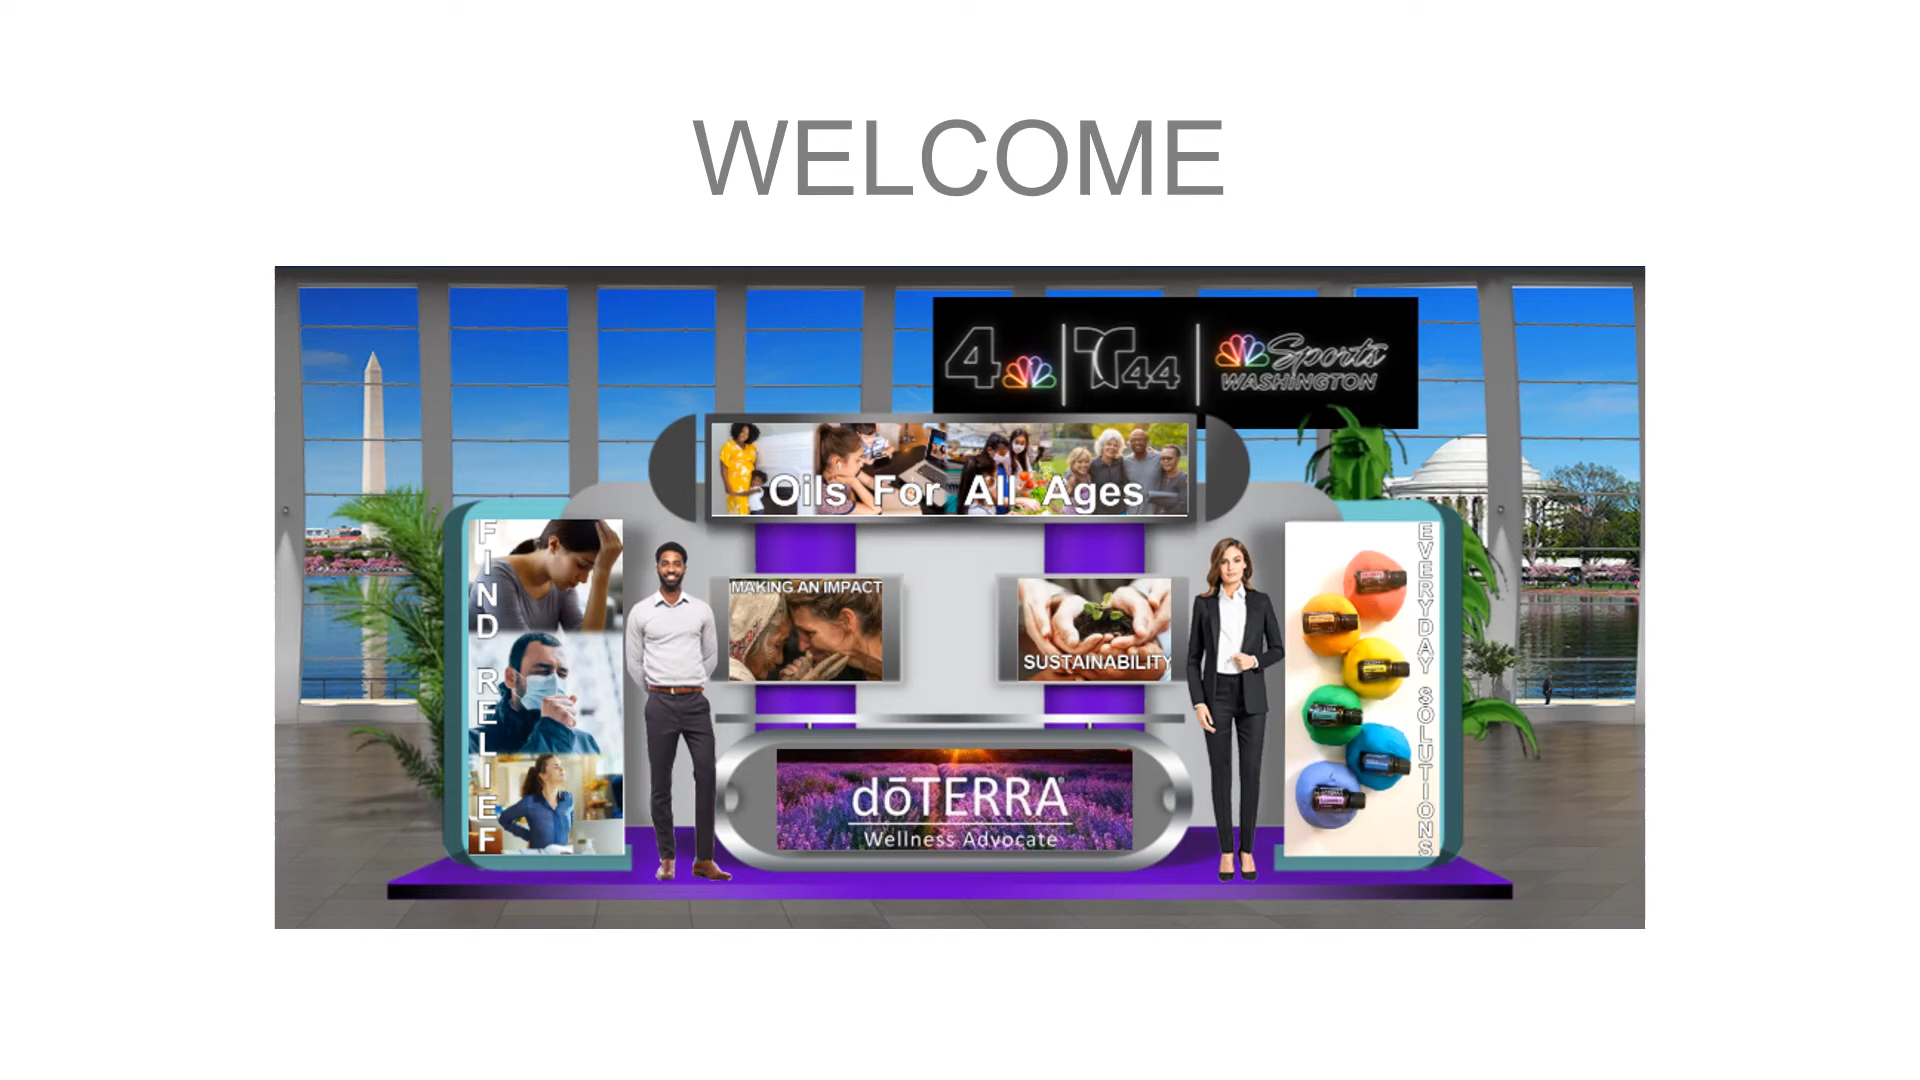 WELCOME
4
T 44
Sports
WASHINGTON
Oils For All Ages
FIND RELIEF
MAKING AN IMPACT
SUSTAINABILITY
EVERYDAY SOLUTIONS
dōTERRA
Wellness Advocate